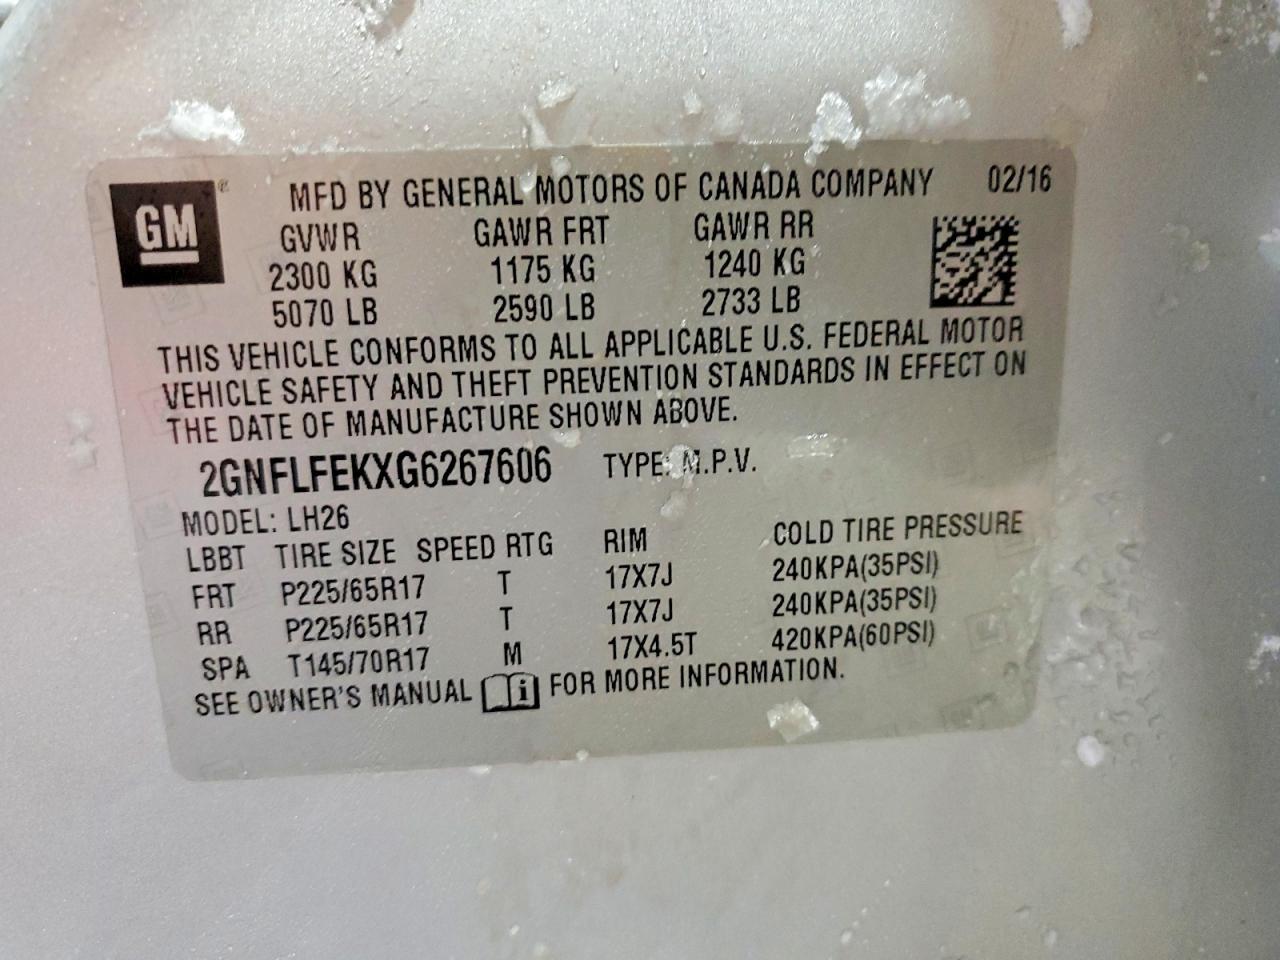 GM ®
MFD BY GENERAL MOTORS OF CANADA COMPANY 02/16
GVWR GAWR FRT GAWR RR
2300 KG 1175 KG 1240 KG
5070 LB 2590 LB 2733 LB
THIS VEHICLE CONFORMS TO ALL APPLICABLE U.S. FEDERAL MOTOR
VEHICLE SAFETY AND THEFT PREVENTION STANDARDS IN EFFECT ON
THE DATE OF MANUFACTURE SHOWN ABOVE.
2GNFLFEKXG6267606 TYPE: M.P.V.
MODEL: LH26
LBBT TIRE SIZE SPEED RTG RIM COLD TIRE PRESSURE
FRT P225/65R17 T 17X7J 240KPA(35PSI)
RR P225/65R17 T 17X7J 240KPA(35PSI)
SPA T145/70R17 M 17X4.5T 420KPA(60PSI)
SEE OWNER'S MANUAL i FOR MORE INFORMATION.